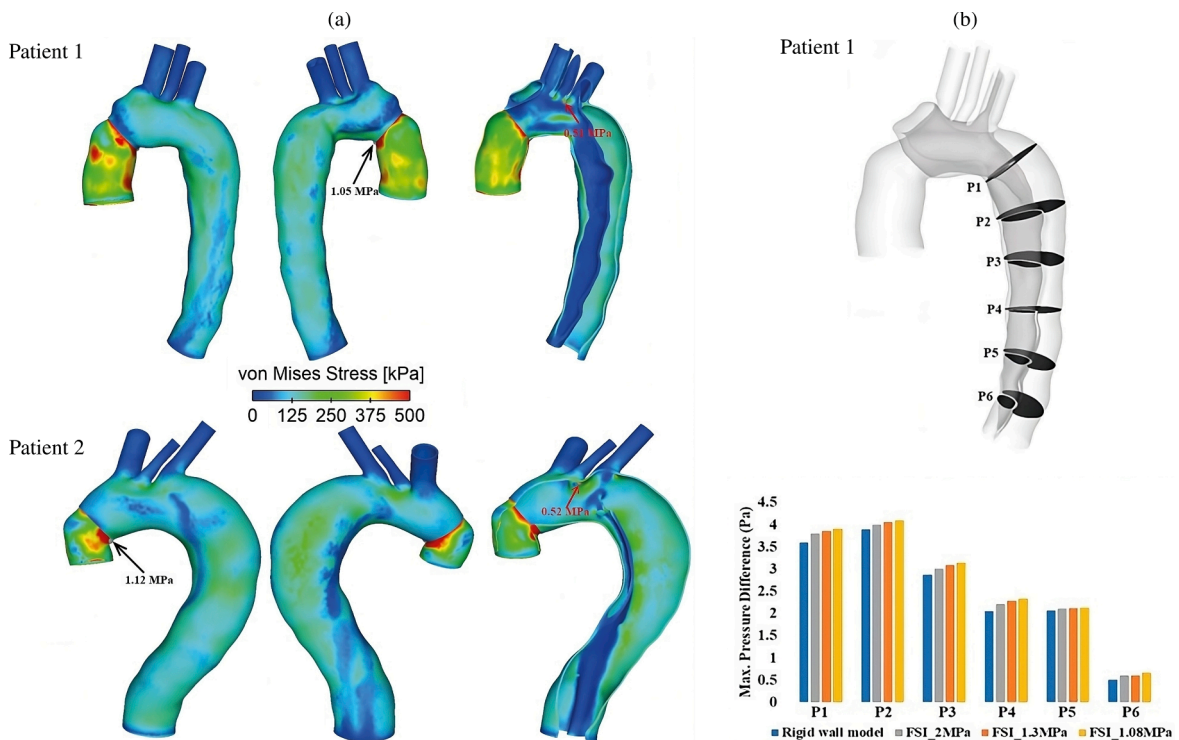 (a)
(b)
Patient 1
1.05 MPa
0.51 MPa
von Mises Stress [kPa]
0 125 250 375 500
Patient 2
1.12 MPa
0.52 MPa
Patient 1
P1
P2
P3
P4
P5
P6
Max. Pressure Difference (Pa)
4.5
4
3.5
3
2.5
2
1.5
1
0.5
0
P1 P2 P3 P4 P5 P6
Rigid wall model FSI_2MPa FSI_1.3MPa FSI_1.08MPa